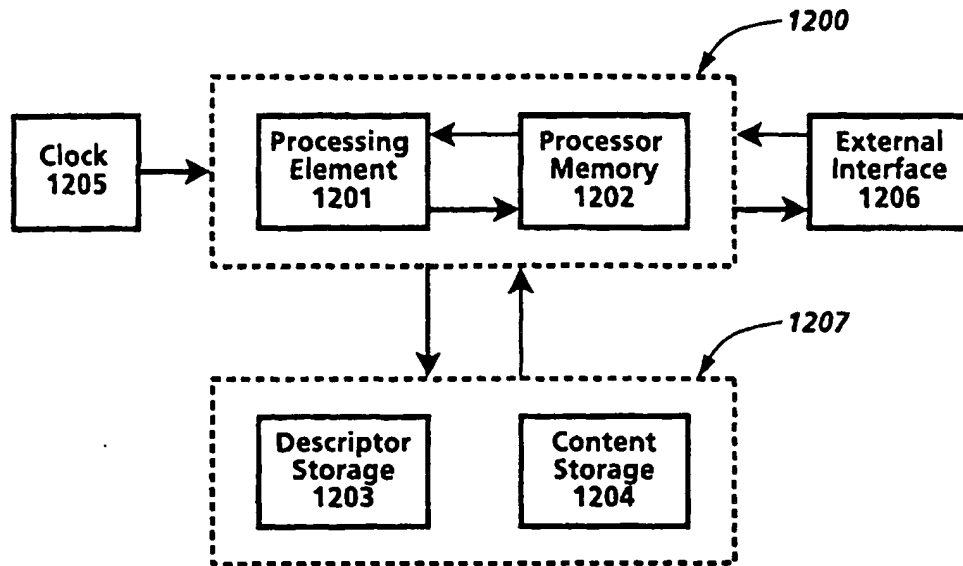 1200
Clock
1205
Processing
Element
1201
Processor
Memory
1202
External
Interface
1206
1207
Descriptor
Storage
1203
Content
Storage
1204